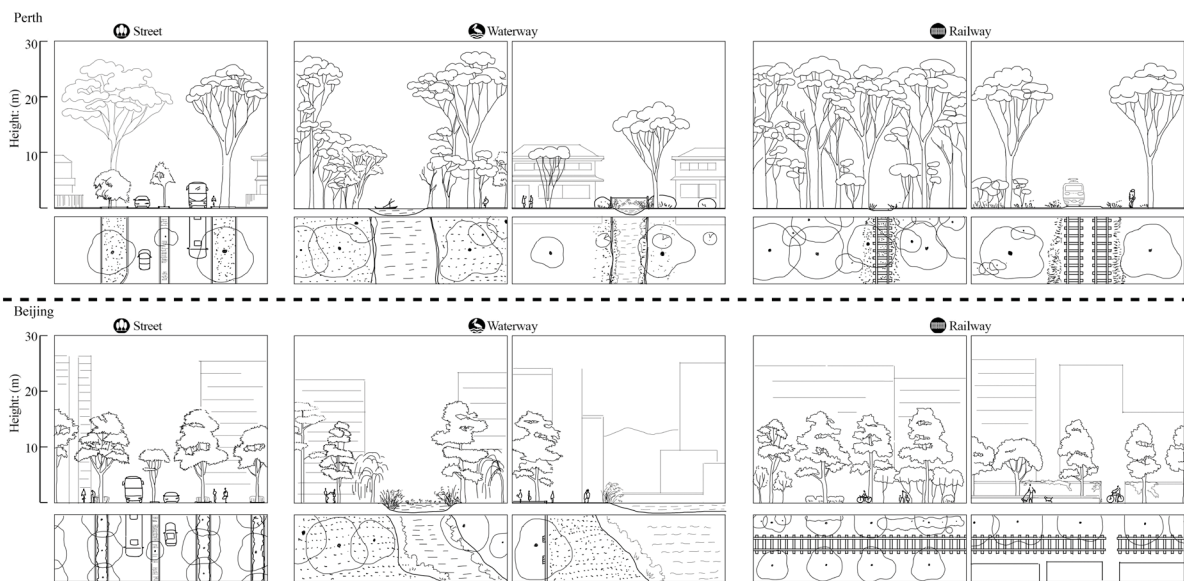 Perth
Street
Waterway
Railway
30
20
10
Height: (m)
Beijing
Street
Waterway
Railway
30
20
10
Height: (m)